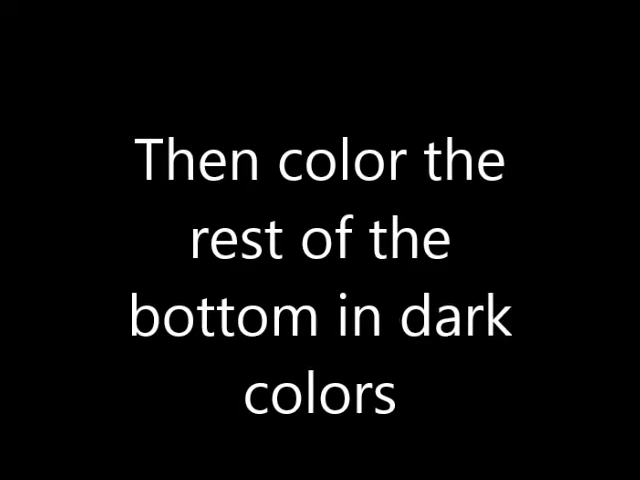 Then color the
rest of the
bottom in dark
colors